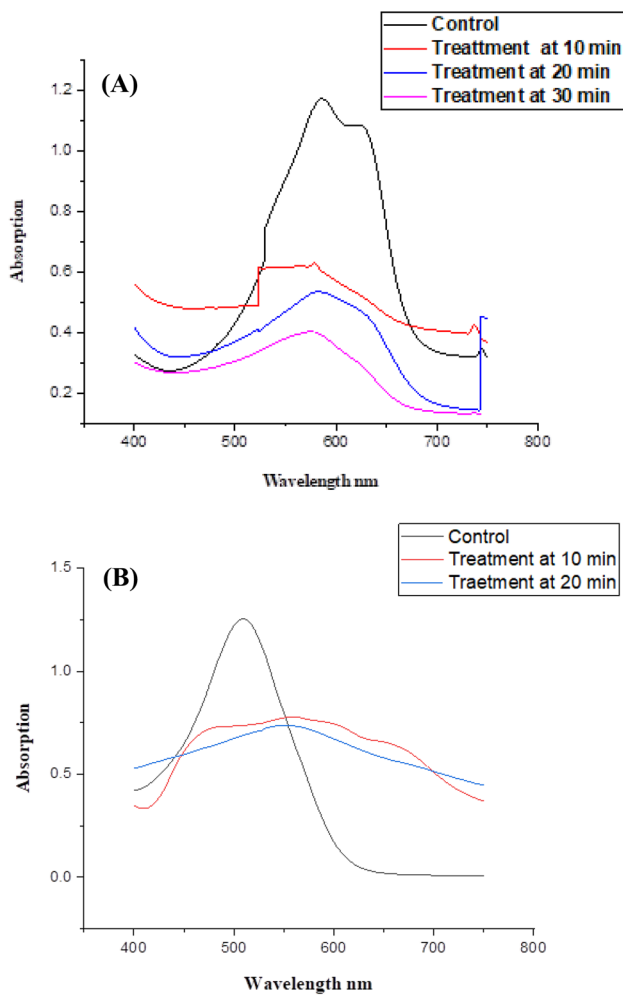 Control
Treattment at 10 min
Treatment at 20 min
Treatment at 30 min
(A)
1.2
1.0
0.8
0.6
0.4
0.2
Absorption
400 500 600 700 800
Wavelength nm
Control
Treatment at 10 min
Traetment at 20 min
(B)
1.5
1.0
0.5
0.0
Absorption
400 500 600 700 800
Wavelength nm